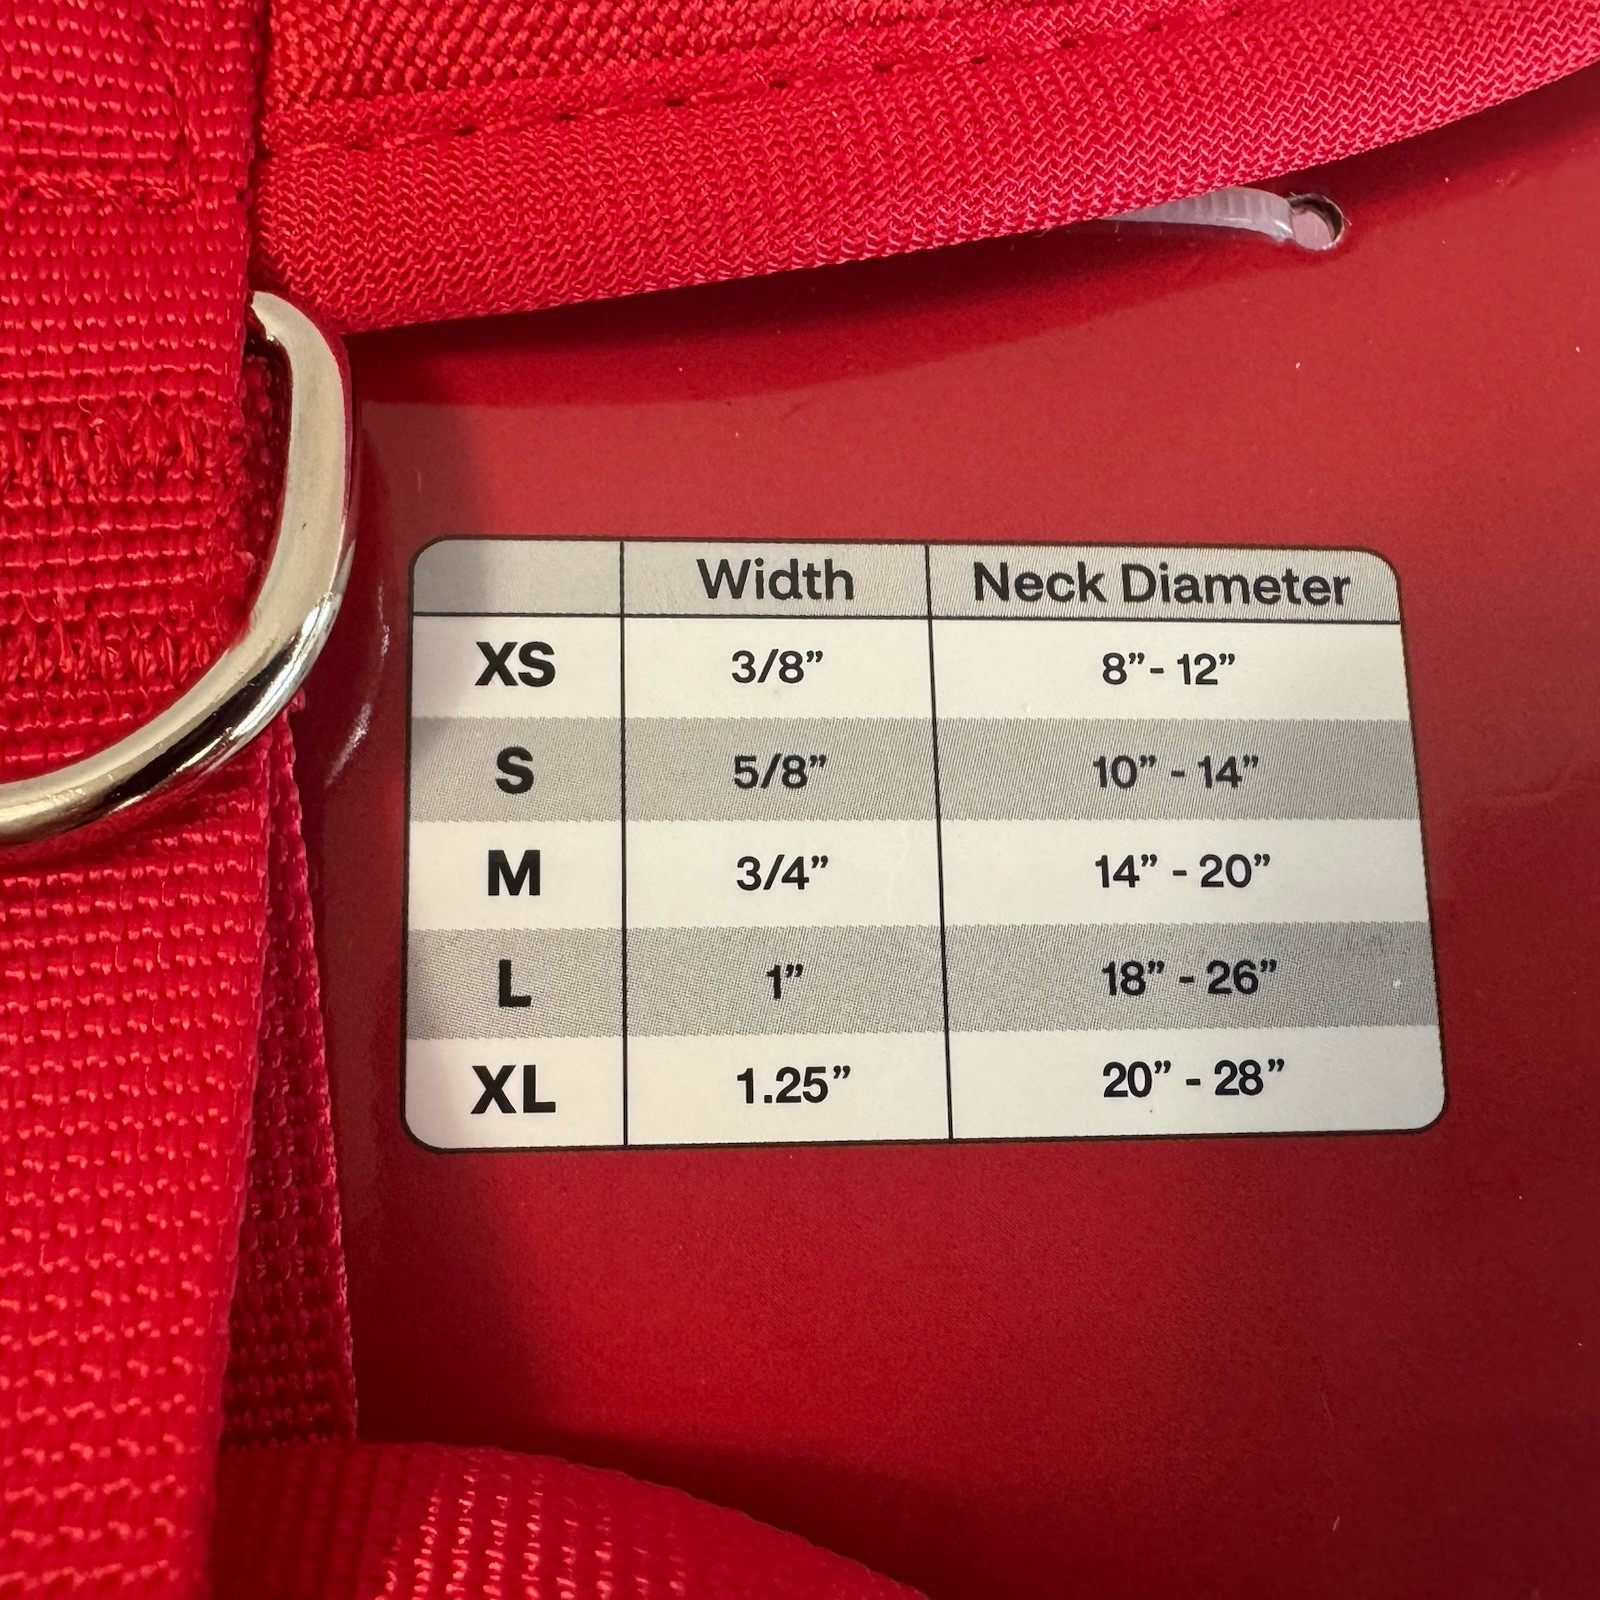 Width Neck Diameter
XS 3/8” 8”- 12”
S 5/8” 10” - 14”
M 3/4” 14” - 20”
L 1” 18” - 26”
XL 1.25” 20” - 28”